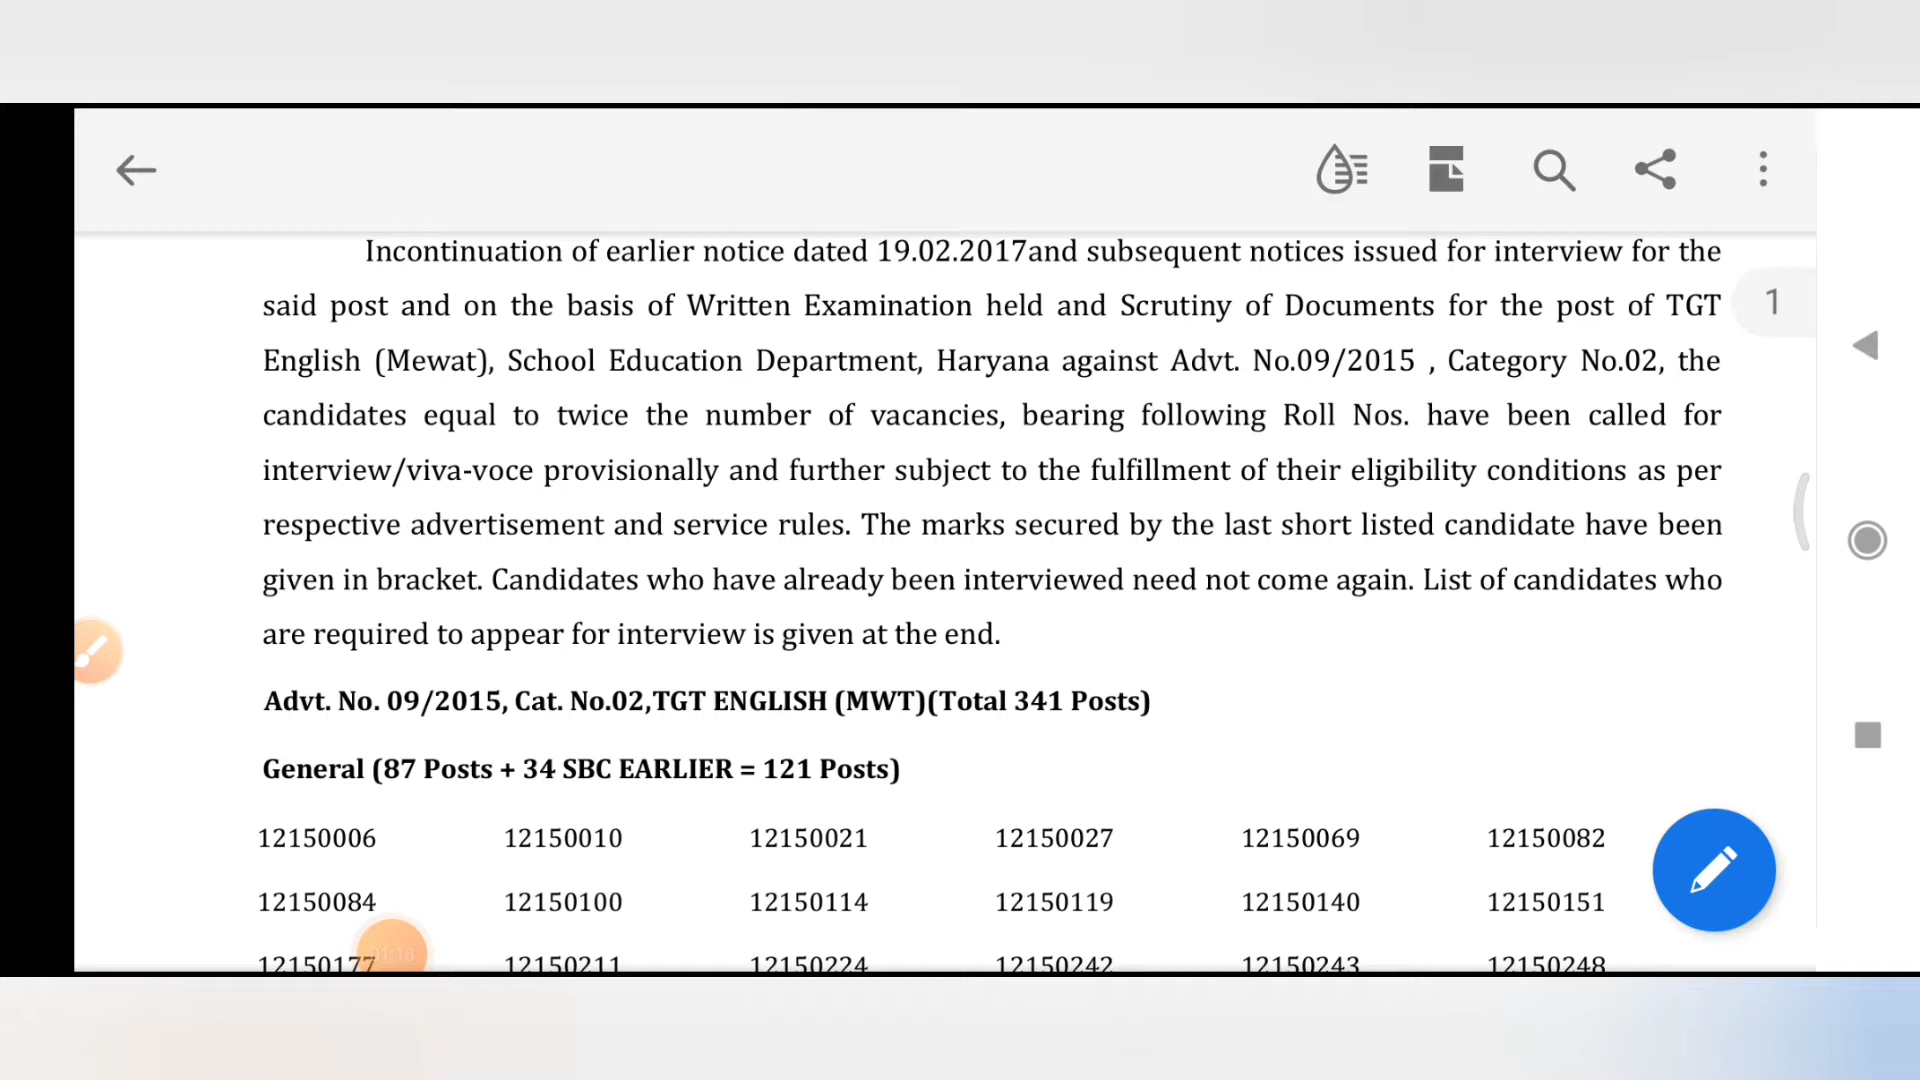 Incontinuation of earlier notice dated 19.02.2017and subsequent notices issued for interview for the
said post and on the basis of Written Examination held and Scrutiny of Documents for the post of TGT
English (Mewat), School Education Department, Haryana against Advt. No.09/2015 , Category No.02, the
candidates equal to twice the number of vacancies, bearing following Roll Nos. have been called for
interview/viva-voce provisionally and further subject to the fulfillment of their eligibility conditions as per
respective advertisement and service rules. The marks secured by the last short listed candidate have been
given in bracket. Candidates who have already been interviewed need not come again. List of candidates who
are required to appear for interview is given at the end.
1
Advt. No. 09/2015, Cat. No.02,TGT ENGLISH (MWT)(Total 341 Posts)
General (87 Posts + 34 SBC EARLIER = 121 Posts)
12150006 12150010 12150021 12150027 12150069 12150082
12150084 12150100 12150114 12150119 12150140 12150151
12150177 12150211 12150224 12150242 12150243 12150248